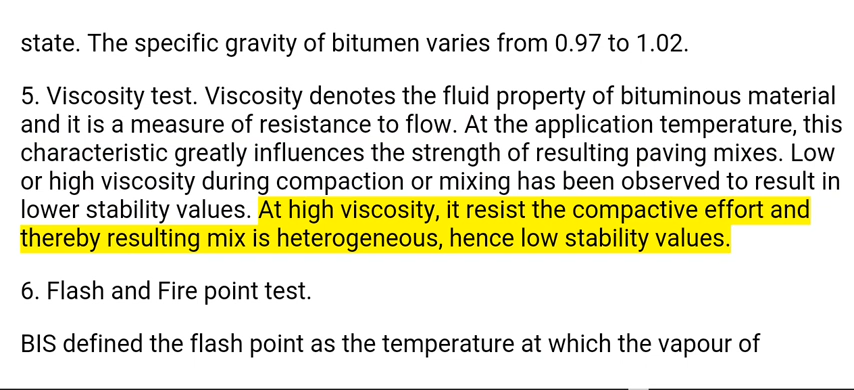 state. The specific gravity of bitumen varies from 0.97 to 1.02.
5. Viscosity test. Viscosity denotes the fluid property of bituminous material
and it is a measure of resistance to flow. At the application temperature, this
characteristic greatly influences the strength of resulting paving mixes. Low
or high viscosity during compaction or mixing has been observed to result in
lower stability values. At high viscosity, it resist the compactive effort and
thereby resulting mix is heterogeneous, hence low stability values.
6. Flash and Fire point test.
BIS defined the flash point as the temperature at which the vapour of